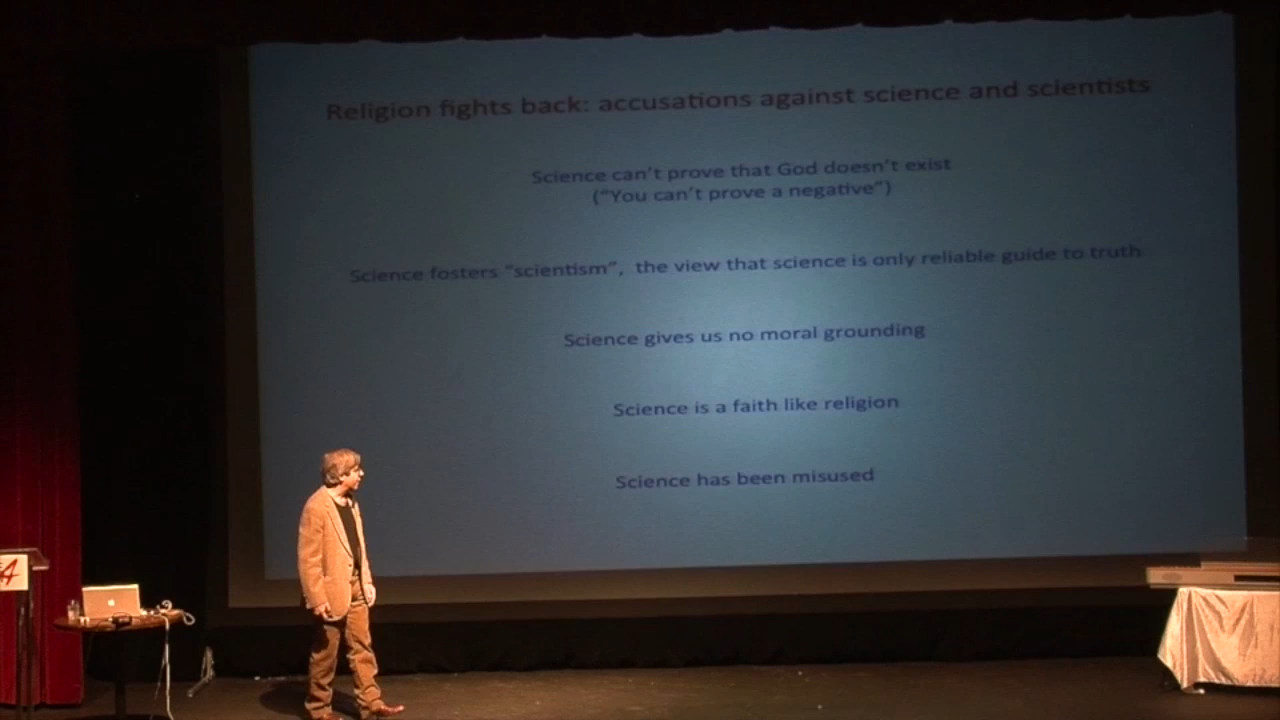 Religion fights back: accusations against science and scientists
Science can't prove that God doesn't exist
("You can't prove a negative")
Science fosters "scientism", the view that science is only reliable guide to truth
Science gives us no moral grounding
Science is a faith like religion
Science has been misused